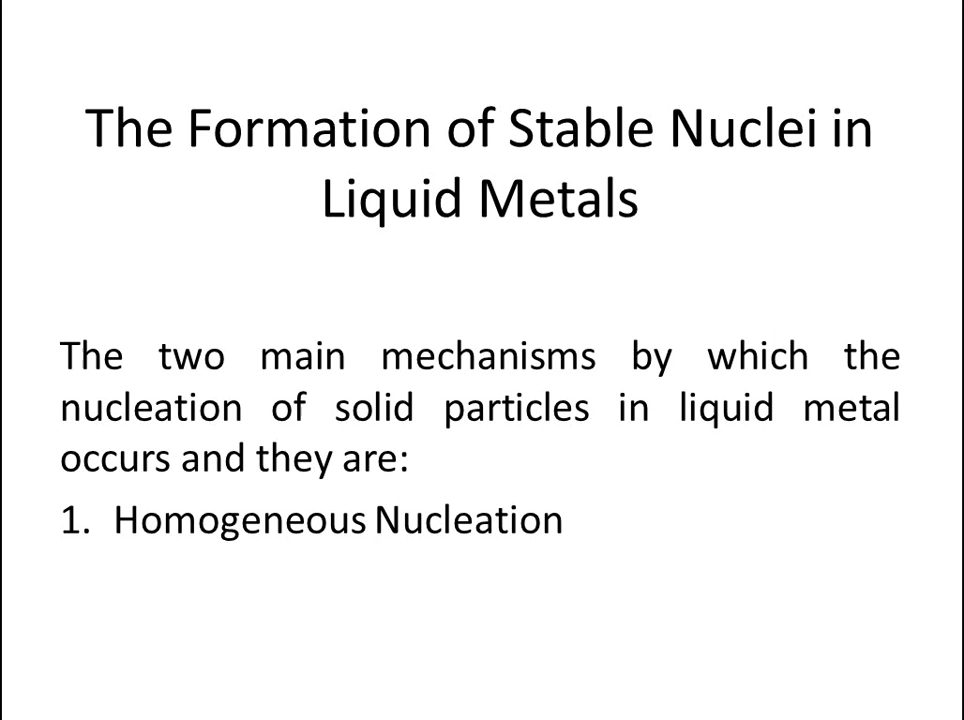 The Formation of Stable Nuclei in
Liquid Metals
The two main mechanisms by which the
nucleation of solid particles in liquid metal
occurs and they are:
1. Homogeneous Nucleation